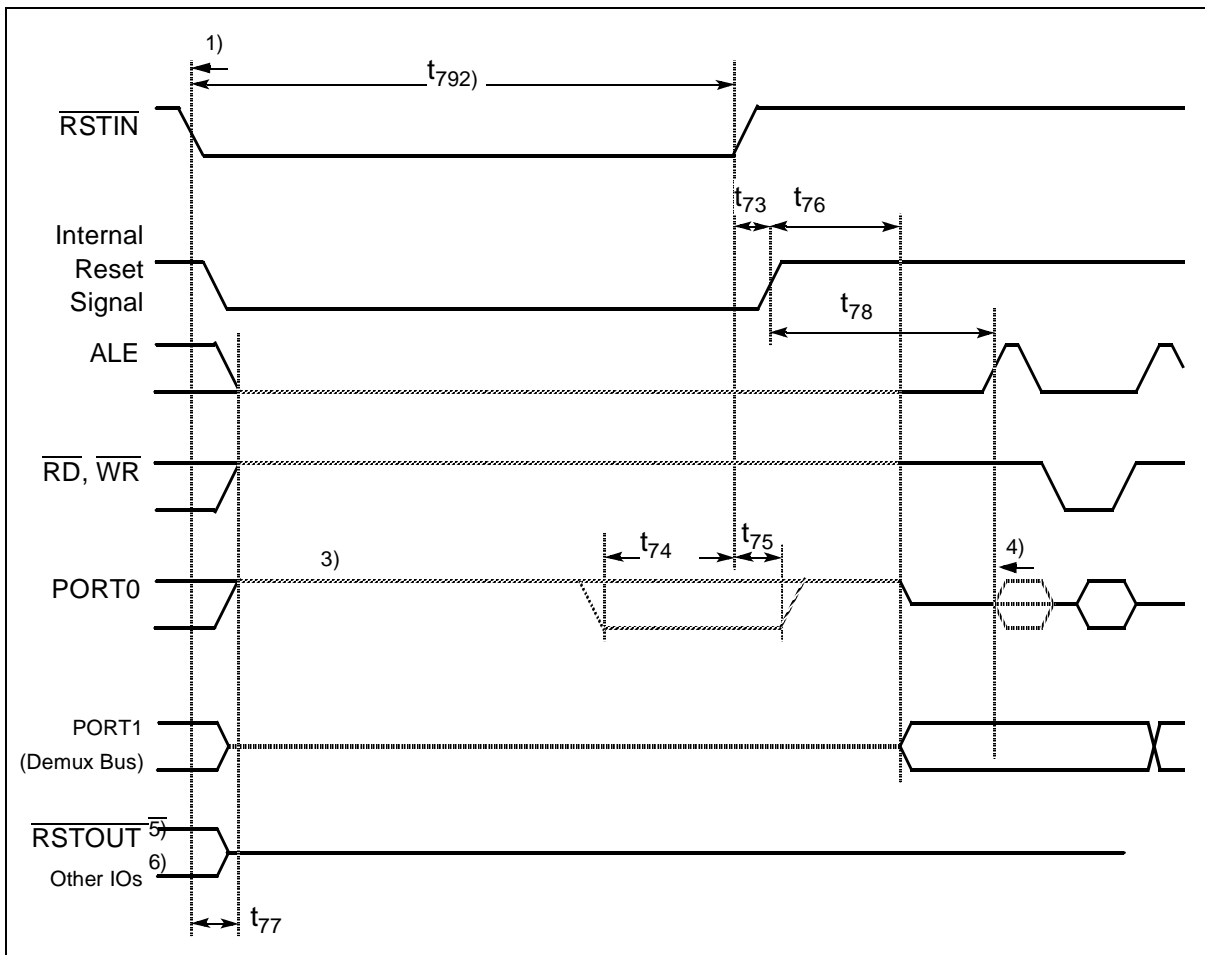 1)
t792)
RSTIN
t73
t76
Internal
Reset
Signal
t78
ALE
RD, WR
t74
t75
3)
4)
PORT0
PORT1
(Demux Bus)
RSTOUT 5)
Other IOs 6)
t77